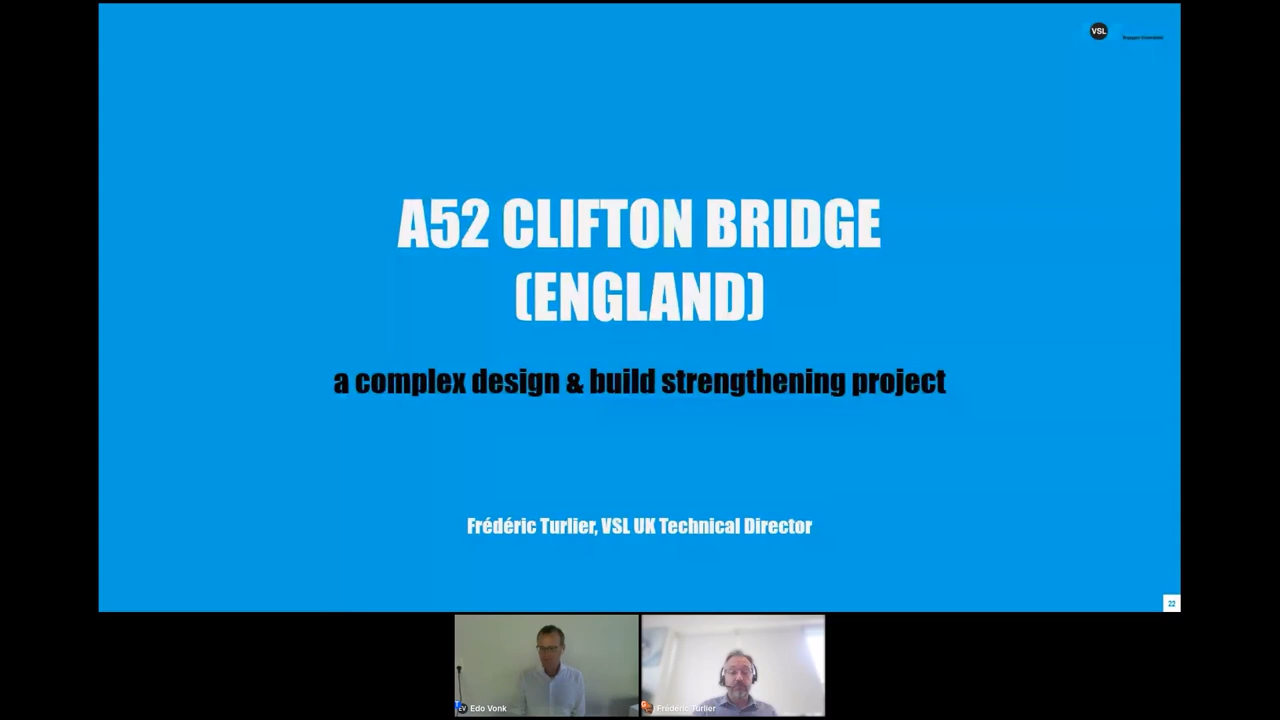 VSL
A52 CLIFTON BRIDGE
(ENGLAND)
a complex design & build strengthening project
Frédéric Turlier, VSL UK Technical Director
22
EV Edo Vonk
Frédéric Turlier